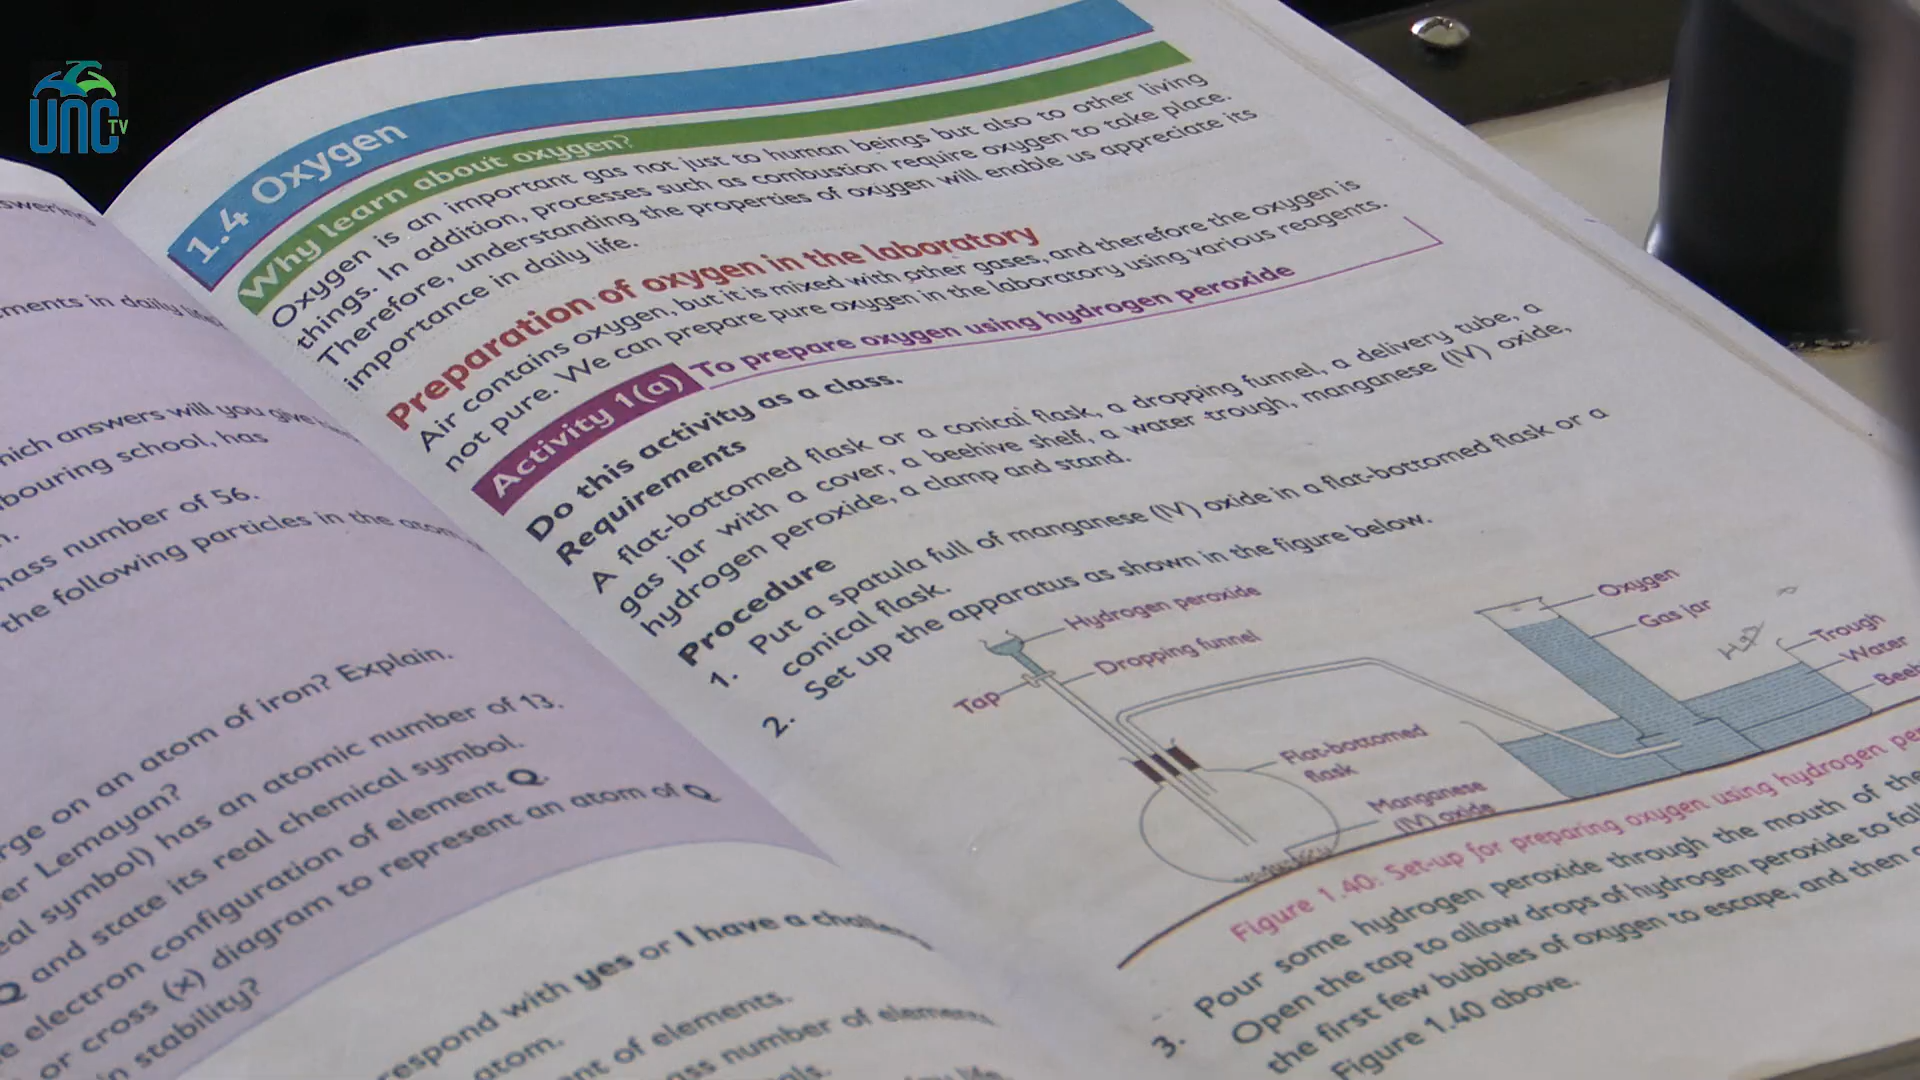 UNC TV
swering
ments in daily
hich answers will you give
bouring school, has
n.
mass number of 56.
the following particles in the atom
rge on an atom of iron? Explain.
er Lemayan?
eal symbol) has an atomic number of 13.
Q and state its real chemical symbol.
e electron configuration of element Q.
or cross (x) diagram to represent an atom of Q
in stability?
respond with yes or I have a
atom.
ent of elements.
ass number of elements
1.4 Oxygen
Why learn about oxygen?
Oxygen is an important gas not just to human beings but also to other living
things. In addition, processes such as combustion require oxygen to take place.
Therefore, understanding the properties of oxygen will enable us appreciate its
importance in daily life.
Preparation of oxygen in the laboratory
Air contains oxygen, but it is mixed with other gases, and therefore the oxygen is
not pure. We can prepare pure oxygen in the laboratory using various reagents.
Activity 1(a) To prepare oxygen using hydrogen peroxide
Do this activity as a class.
Requirements
A flat-bottomed flask or a conical flask, a dropping funnel, a delivery tube, a
gas jar with a cover, a beehive shelf, a water trough, manganese (IV) oxide,
hydrogen peroxide, a clamp and stand.
Procedure
1. Put a spatula full of manganese (IV) oxide in a flat-bottomed flask or a
conical flask.
2. Set up the apparatus as shown in the figure below.
Hydrogen peroxide
Dropping funnel
Tap
Flat-bottomed
flask
Manganese
(IV) oxide
Oxygen
Gas jar
Trough
Water
Beeh
Figure 1.40: Set-up for preparing oxygen using hydrogen pe
3. Pour some hydrogen peroxide through the mouth of the
Open the tap to allow drops of hydrogen peroxide to fall
the first few bubbles of oxygen to escape, and then
Figure 1.40 above.